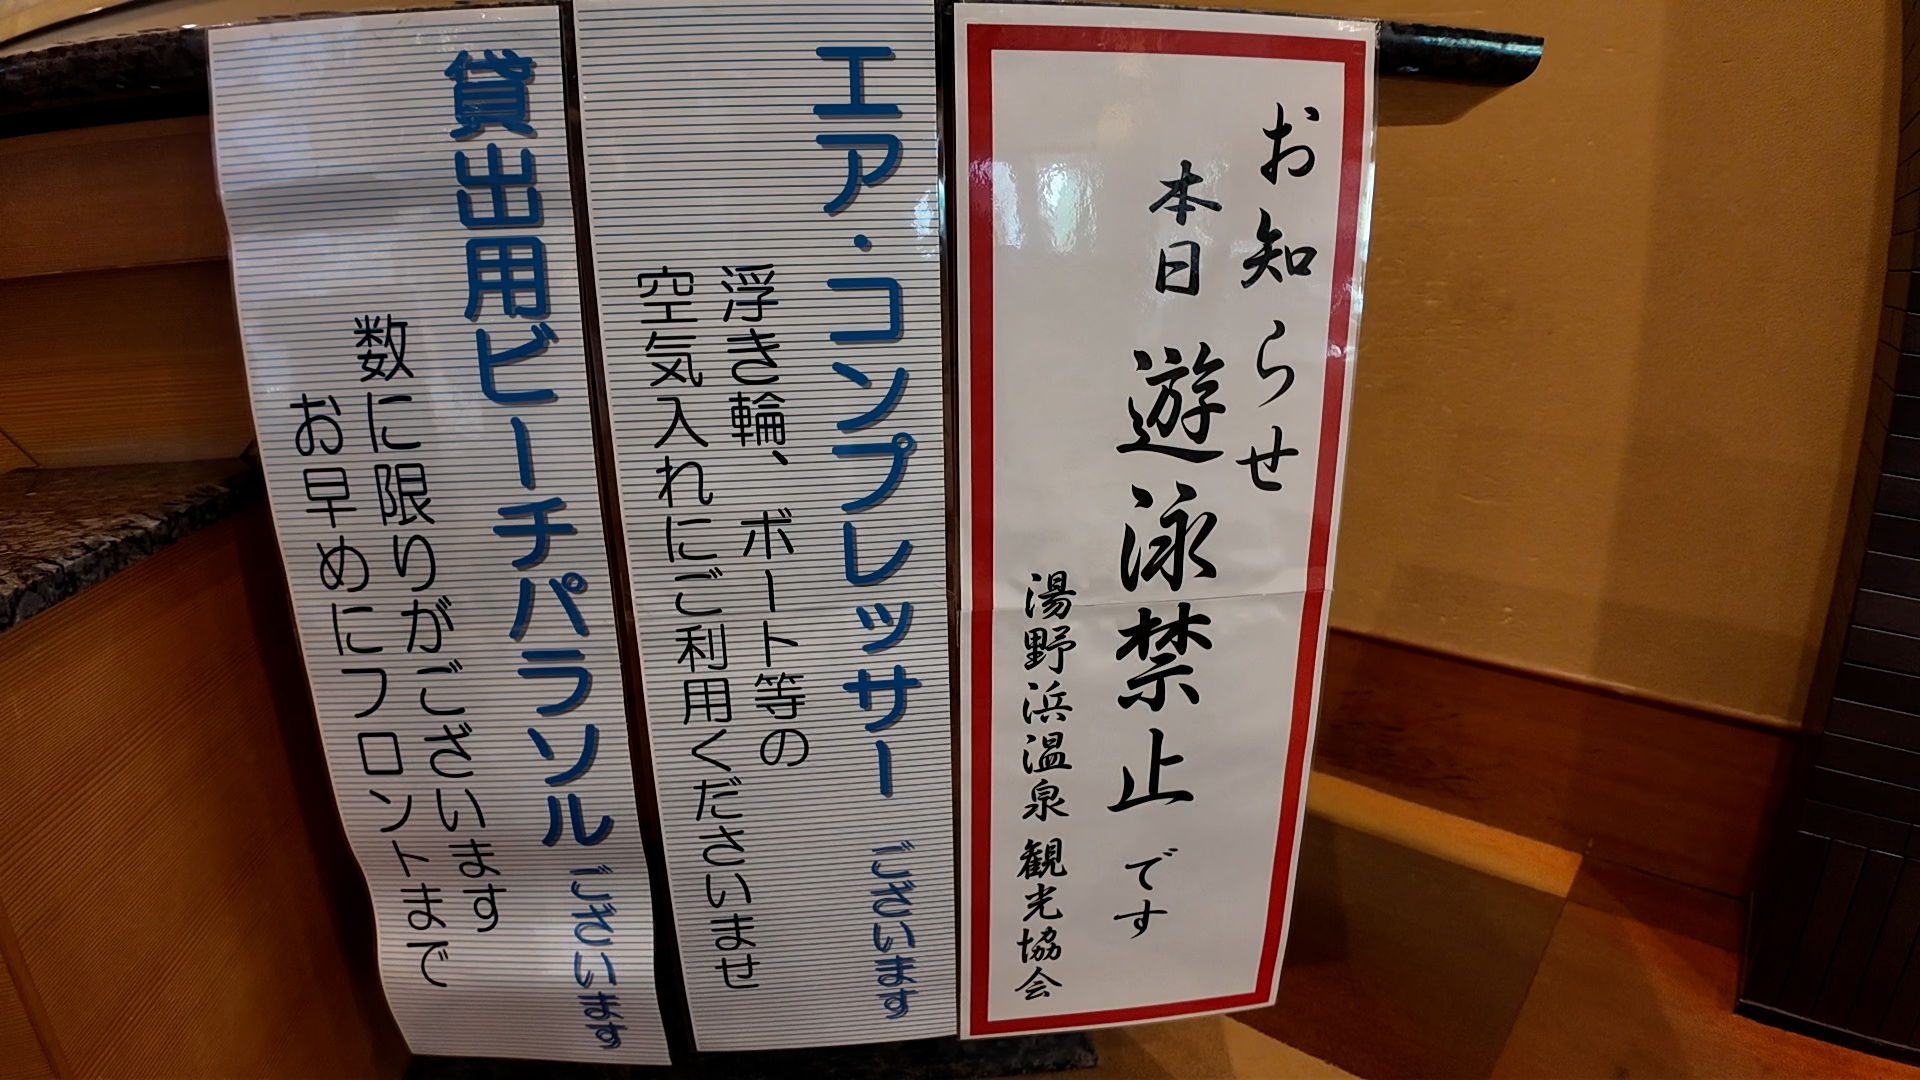 お知らせ
本日 遊泳禁止です
湯野浜温泉 観光協会
エア・コンプレッサー ございます
浮き輪、ボート等の
空気入れにご利用くださいませ
貸出用ビーチパラソル ございます
数に限りがございます
お早めにフロントまで